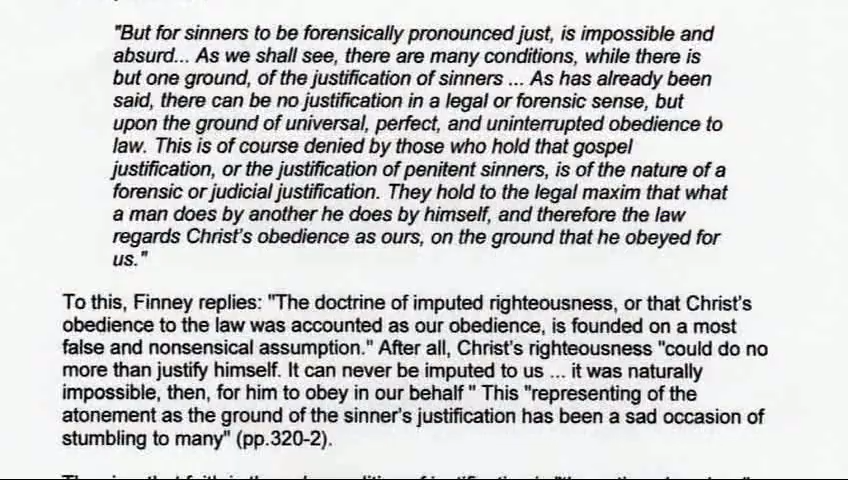 "But for sinners to be forensically pronounced just, is impossible and
absurd... As we shall see, there are many conditions, while there is
but one ground, of the justification of sinners ... As has already been
said, there can be no justification in a legal or forensic sense, but
upon the ground of universal, perfect, and uninterrupted obedience to
law. This is of course denied by those who hold that gospel
justification, or the justification of penitent sinners, is of the nature of a
forensic or judicial justification. They hold to the legal maxim that what
a man does by another he does by himself, and therefore the law
regards Christ's obedience as ours, on the ground that he obeyed for
us."
To this, Finney replies: "The doctrine of imputed righteousness, or that Christ's
obedience to the law was accounted as our obedience, is founded on a most
false and nonsensical assumption." After all, Christ's righteousness "could do no
more than justify himself. It can never be imputed to us ... it was naturally
impossible, then, for him to obey in our behalf " This "representing of the
atonement as the ground of the sinner's justification has been a sad occasion of
stumbling to many" (pp.320-2).